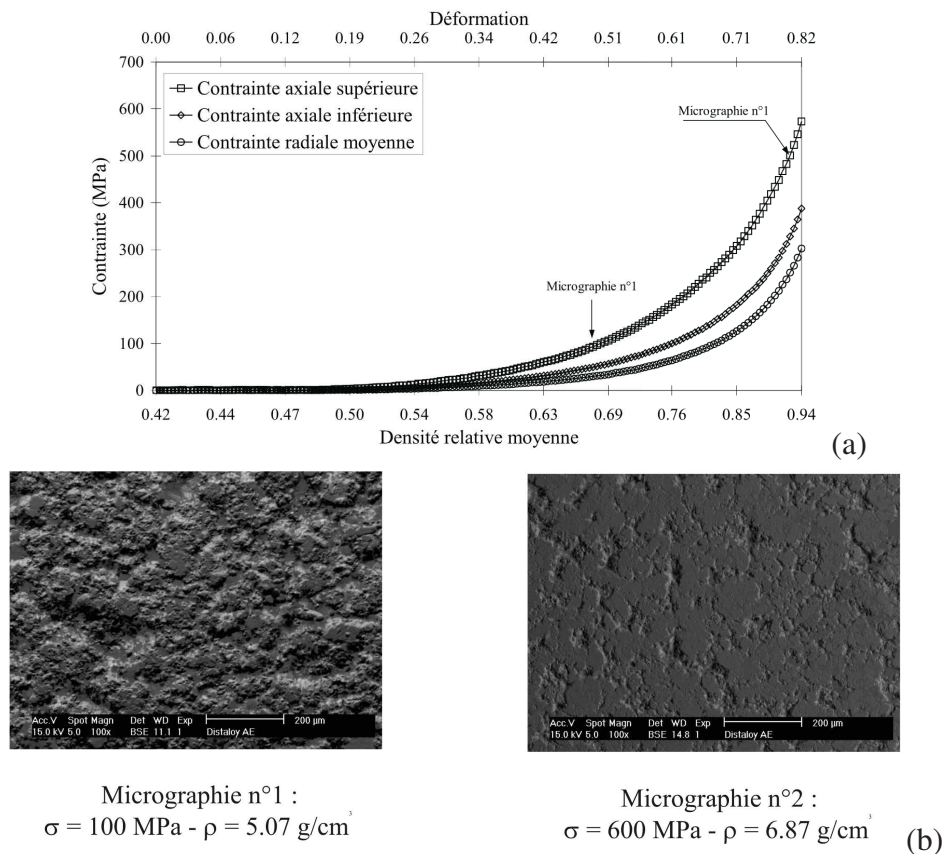 Déformation
0.00 0.06 0.12 0.19 0.26 0.34 0.42 0.51 0.61 0.71 0.82
700
600
500
400
300
200
100
0
Contrainte (MPa)
Contrainte axiale supérieure
Contrainte axiale inférieure
Contrainte radiale moyenne
Micrographie n°1
Micrographie n°1
0.42 0.44 0.47 0.50 0.54 0.58 0.63 0.69 0.76 0.85 0.94
Densité relative moyenne
(a)
Acc.V Spot Magn Det WD Exp 200 µm
15.0 kV 5.0 100x BSE 11.1 1 Distaloy AE
Acc.V Spot Magn Det WD Exp 200 µm
15.0 kV 5.0 100x BSE 14.8 1 Distaloy AE
Micrographie n°1 :
σ = 100 MPa - ρ = 5.07 g/cm³
Micrographie n°2 :
σ = 600 MPa - ρ = 6.87 g/cm³
(b)